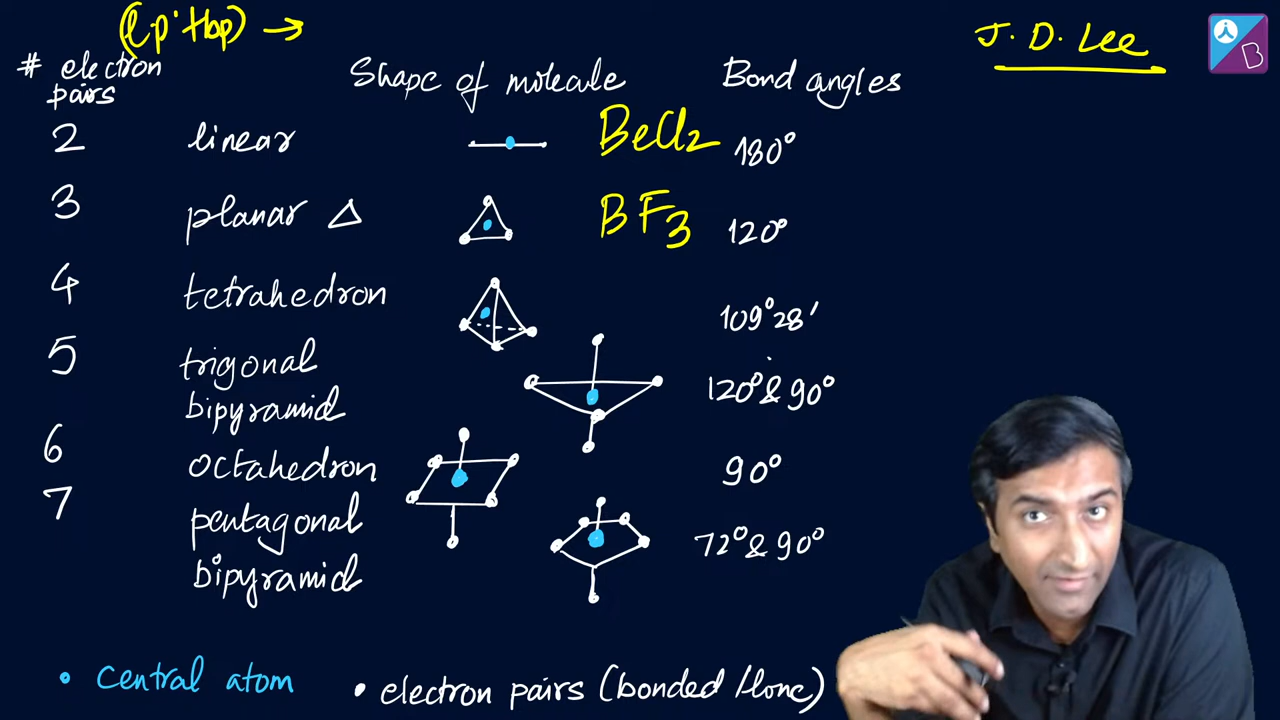 (l.p + bp) →
J. D. Lee
B
# electron pairs
Shape of molecule
Bond angles
2 linear BeCl2 180°
3 planar △ BF3 120°
4 tetrahedron 109°28'
5 trigonal bipyramid 120° & 90°
6 octahedron 90°
7 pentagonal bipyramid 72° & 90°
• Central atom
• electron pairs (bonded/lone)